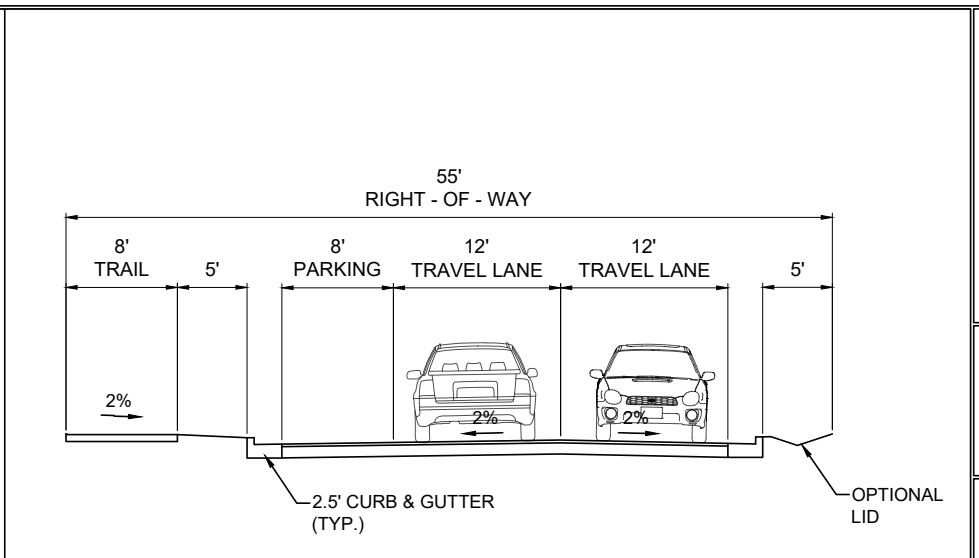 55'
RIGHT - OF - WAY
8'
TRAIL
5'
8'
PARKING
12'
TRAVEL LANE
12'
TRAVEL LANE
5'
2%
2%
2%
2.5' CURB & GUTTER
(TYP.)
OPTIONAL
LID